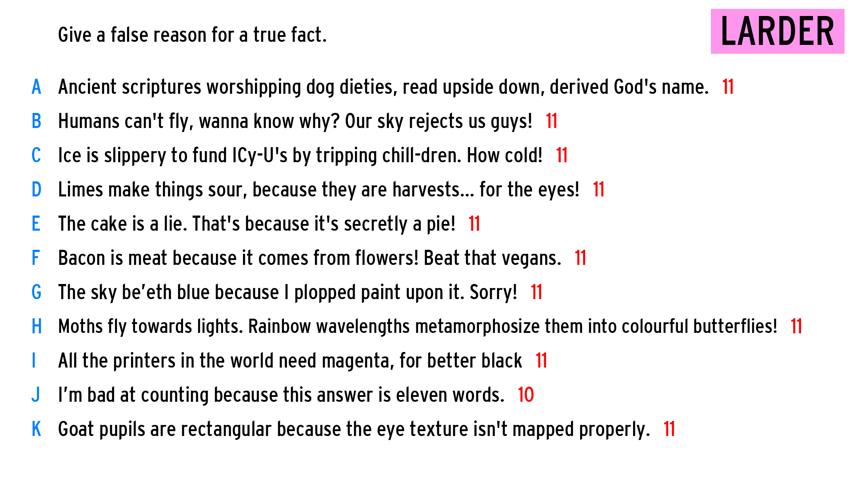 Give a false reason for a true fact.
LARDER
A Ancient scriptures worshipping dog dieties, read upside down, derived God's name. 11
B Humans can't fly, wanna know why? Our sky rejects us guys! 11
C Ice is slippery to fund ICy-U's by tripping chill-dren. How cold! 11
D Limes make things sour, because they are harvests... for the eyes! 11
E The cake is a lie. That's because it's secretly a pie! 11
F Bacon is meat because it comes from flowers! Beat that vegans. 11
G The sky be’eth blue because I plopped paint upon it. Sorry! 11
H Moths fly towards lights. Rainbow wavelengths metamorphosize them into colourful butterflies! 11
I All the printers in the world need magenta, for better black 11
J I’m bad at counting because this answer is eleven words. 10
K Goat pupils are rectangular because the eye texture isn't mapped properly. 11